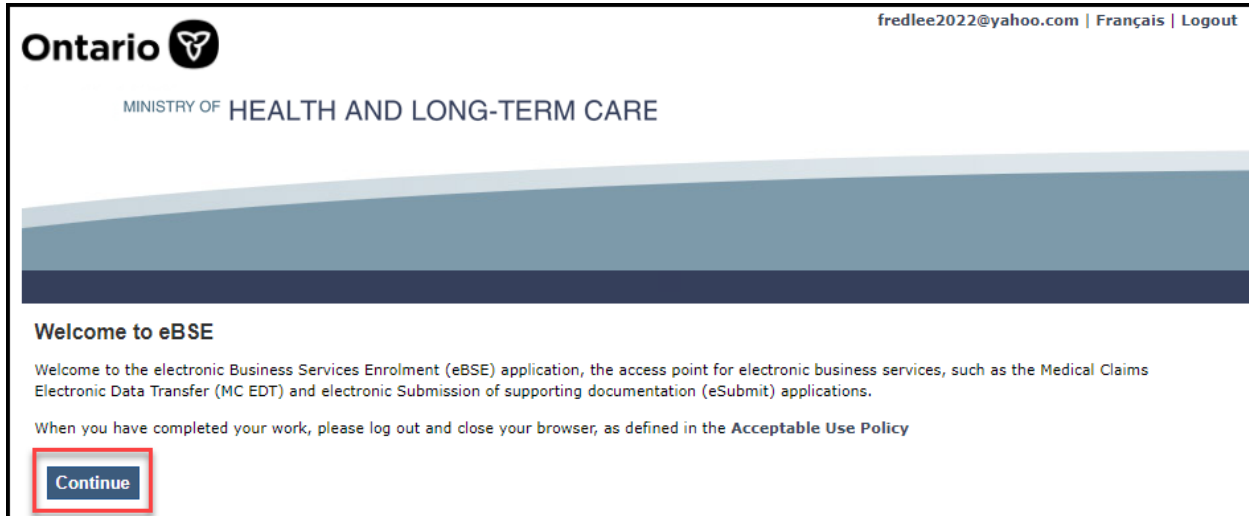 fredlee2022@yahoo.com | Français | Logout
Ontario
MINISTRY OF HEALTH AND LONG-TERM CARE
Welcome to eBSE
Welcome to the electronic Business Services Enrolment (eBSE) application, the access point for electronic business services, such as the Medical Claims
Electronic Data Transfer (MC EDT) and electronic Submission of supporting documentation (eSubmit) applications.
When you have completed your work, please log out and close your browser, as defined in the Acceptable Use Policy
Continue